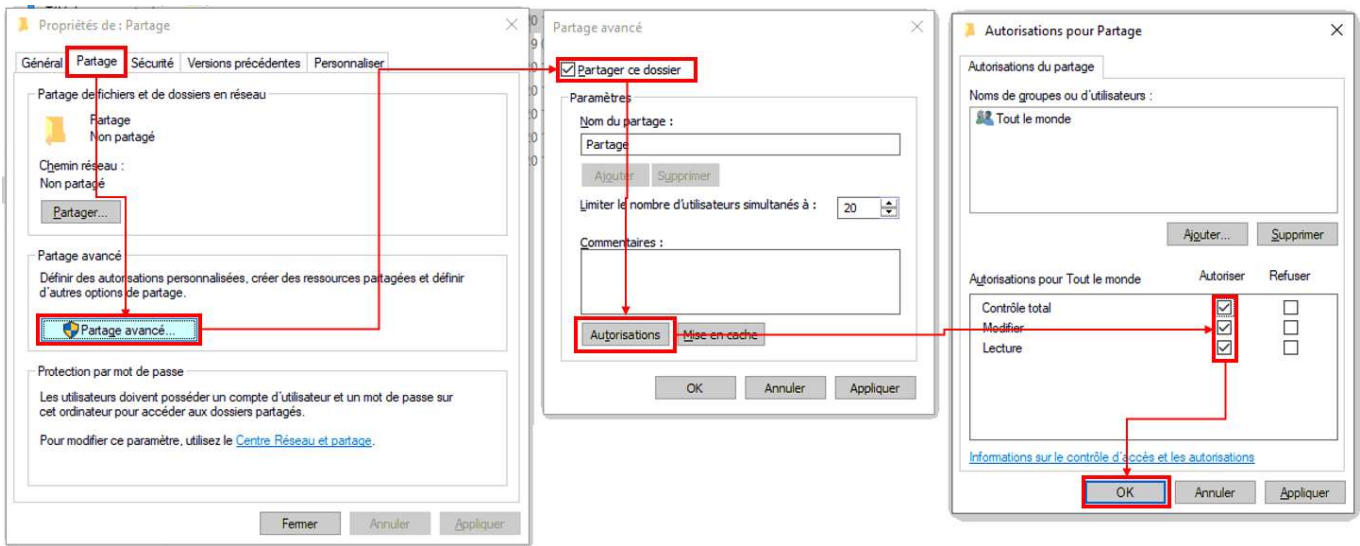 Propriétés de : Partage
Général Partage Sécurité Versions précédentes Personnaliser
Partage de fichiers et de dossiers en réseau
Partage
Non partagé
Chemin réseau :
Non partagé
Partager...
Partage avancé
Définir des autorisations personnalisées, créer des ressources partagées et définir
d'autres options de partage.
Partage avancé...
Protection par mot de passe
Les utilisateurs doivent posséder un compte d'utilisateur et un mot de passe sur
cet ordinateur pour accéder aux dossiers partagés.
Pour modifier ce paramètre, utilisez le Centre Réseau et partage.
Fermer Annuler Appliquer
Partage avancé
Partager ce dossier
Paramètres
Nom du partage :
Partage
Ajouter Supprimer
Limiter le nombre d'utilisateurs simultanés à : 20
Commentaires :
Autorisations Mise en cache
OK Annuler Appliquer
Autorisations pour Partage
Autorisations du partage
Noms de groupes ou d'utilisateurs :
Tout le monde
Ajouter... Supprimer
Autorisations pour Tout le monde Autoriser Refuser
Contrôle total
Modifier
Lecture
Informations sur le contrôle d'accès et les autorisations
OK Annuler Appliquer